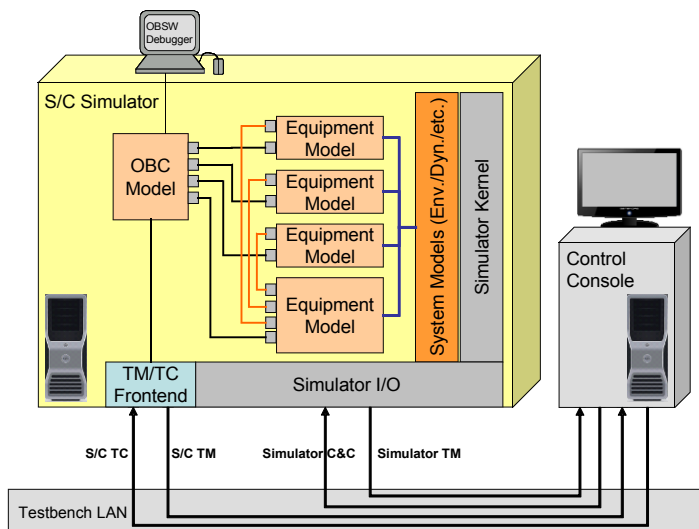 OBSW
Debugger
S/C Simulator
OBC
Model
Equipment
Model
Equipment
Model
Equipment
Model
Equipment
Model
System Models (Env./Dyn./etc.)
Simulator Kernel
Control
Console
TM/TC
Frontend
Simulator I/O
S/C TC
S/C TM
Simulator C&C
Simulator TM
Testbench LAN